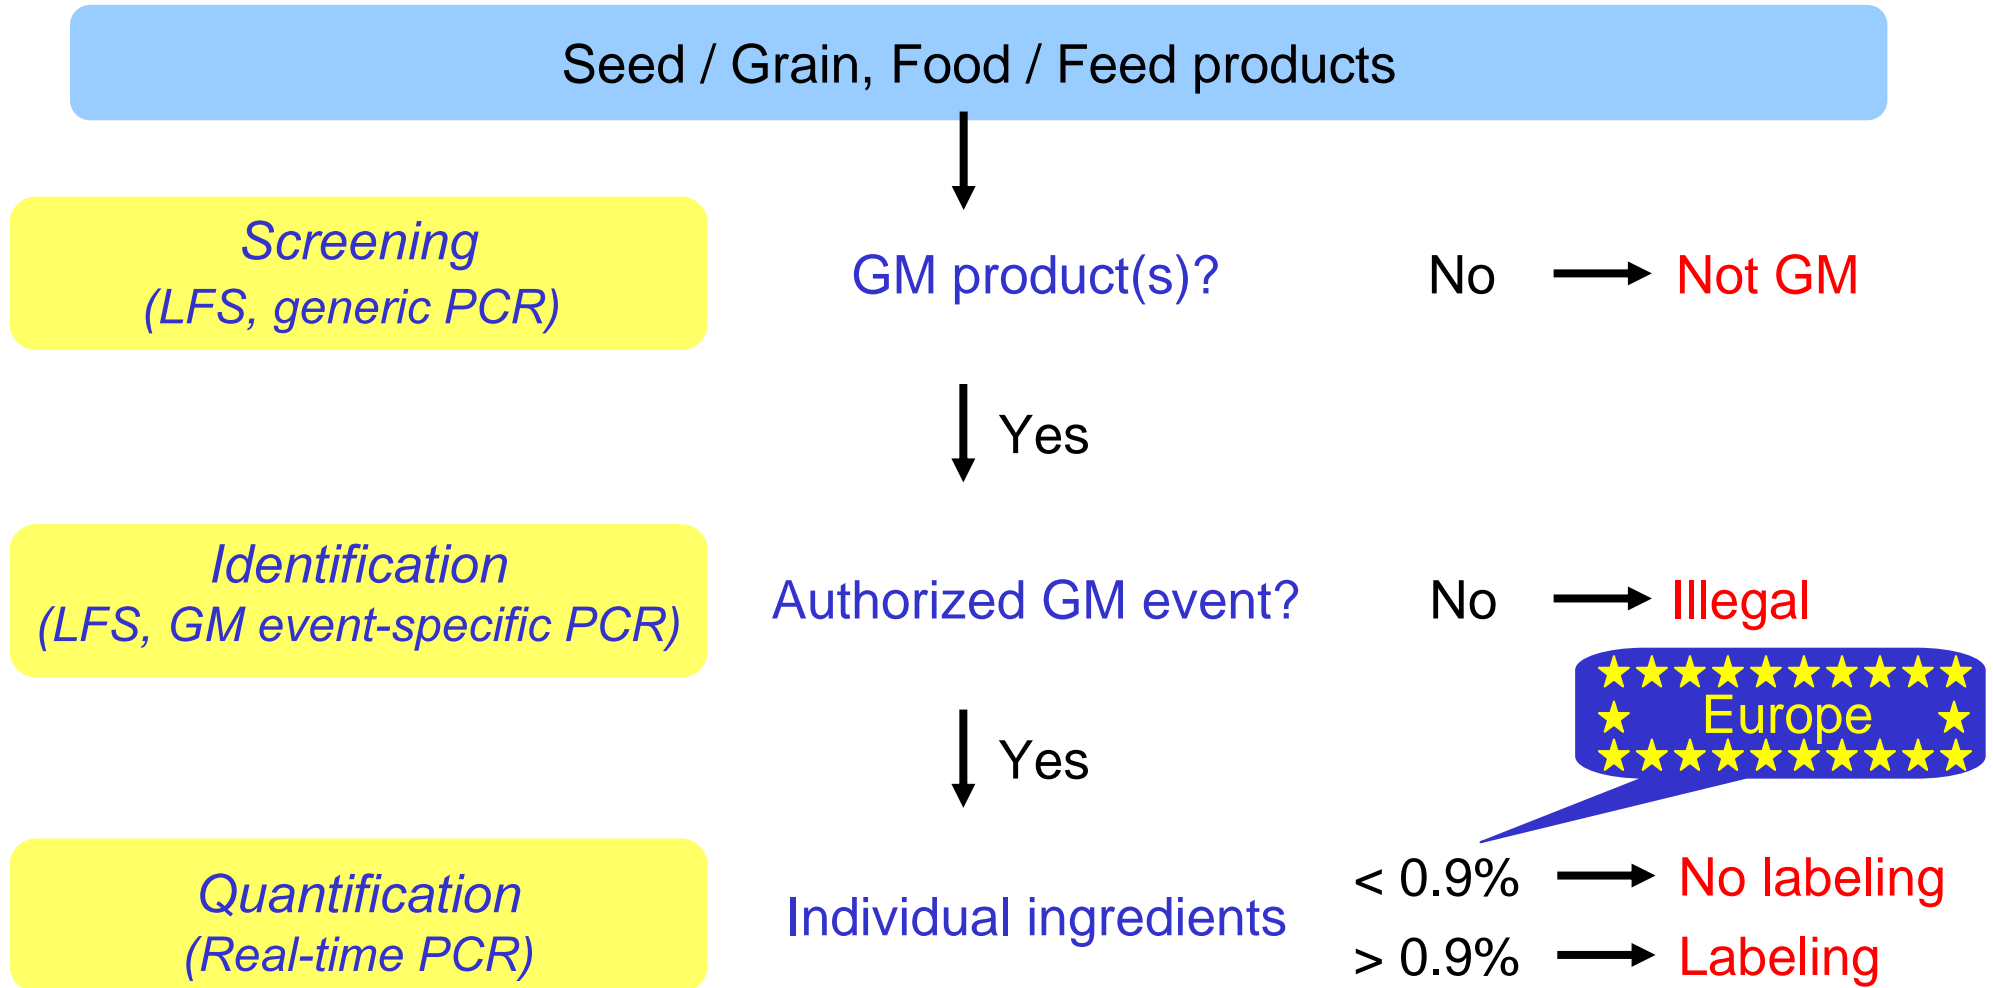 Seed / Grain, Food / Feed products
Screening
(LFS, generic PCR)
GM product(s)?
No
Not GM
Yes
Identification
(LFS, GM event-specific PCR)
Authorized GM event?
No
Illegal
Europe
Yes
Quantification
(Real-time PCR)
Individual ingredients
< 0.9%
No labeling
> 0.9%
Labeling